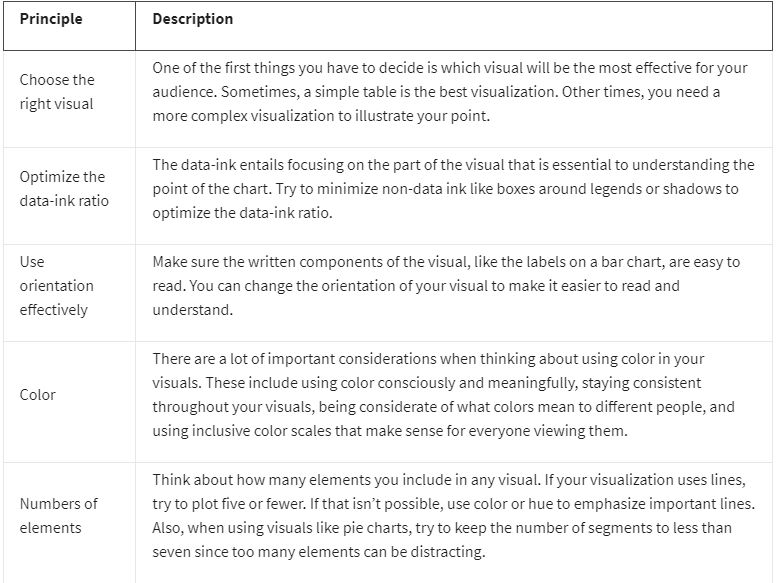 Principle
Description
Choose the
right visual
One of the first things you have to decide is which visual will be the most effective for your
audience. Sometimes, a simple table is the best visualization. Other times, you need a
more complex visualization to illustrate your point.
Optimize the
data-ink ratio
The data-ink entails focusing on the part of the visual that is essential to understanding the
point of the chart. Try to minimize non-data ink like boxes around legends or shadows to
optimize the data-ink ratio.
Use
orientation
effectively
Make sure the written components of the visual, like the labels on a bar chart, are easy to
read. You can change the orientation of your visual to make it easier to read and
understand.
Color
There are a lot of important considerations when thinking about using color in your
visuals. These include using color consciously and meaningfully, staying consistent
throughout your visuals, being considerate of what colors mean to different people, and
using inclusive color scales that make sense for everyone viewing them.
Numbers of
elements
Think about how many elements you include in any visual. If your visualization uses lines,
try to plot five or fewer. If that isn’t possible, use color or hue to emphasize important lines.
Also, when using visuals like pie charts, try to keep the number of segments to less than
seven since too many elements can be distracting.